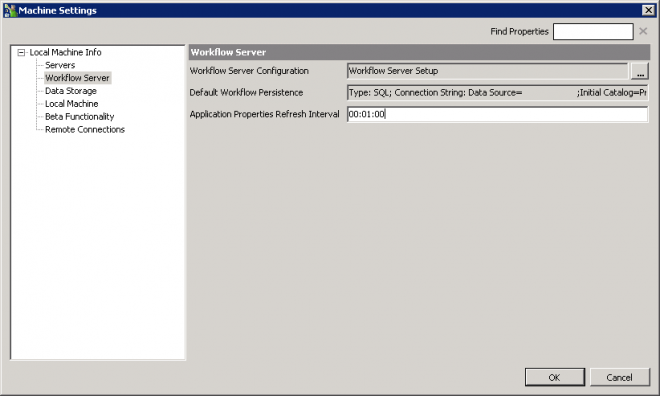 Machine Settings
Find Properties
Local Machine Info
Servers
Workflow Server
Data Storage
Local Machine
Beta Functionality
Remote Connections
Workflow Server
Workflow Server Configuration Workflow Server Setup ...
Default Workflow Persistence Type: SQL; Connection String: Data Source= ;Initial Catalog=Pr
Application Properties Refresh Interval 00:01:00
OK Cancel